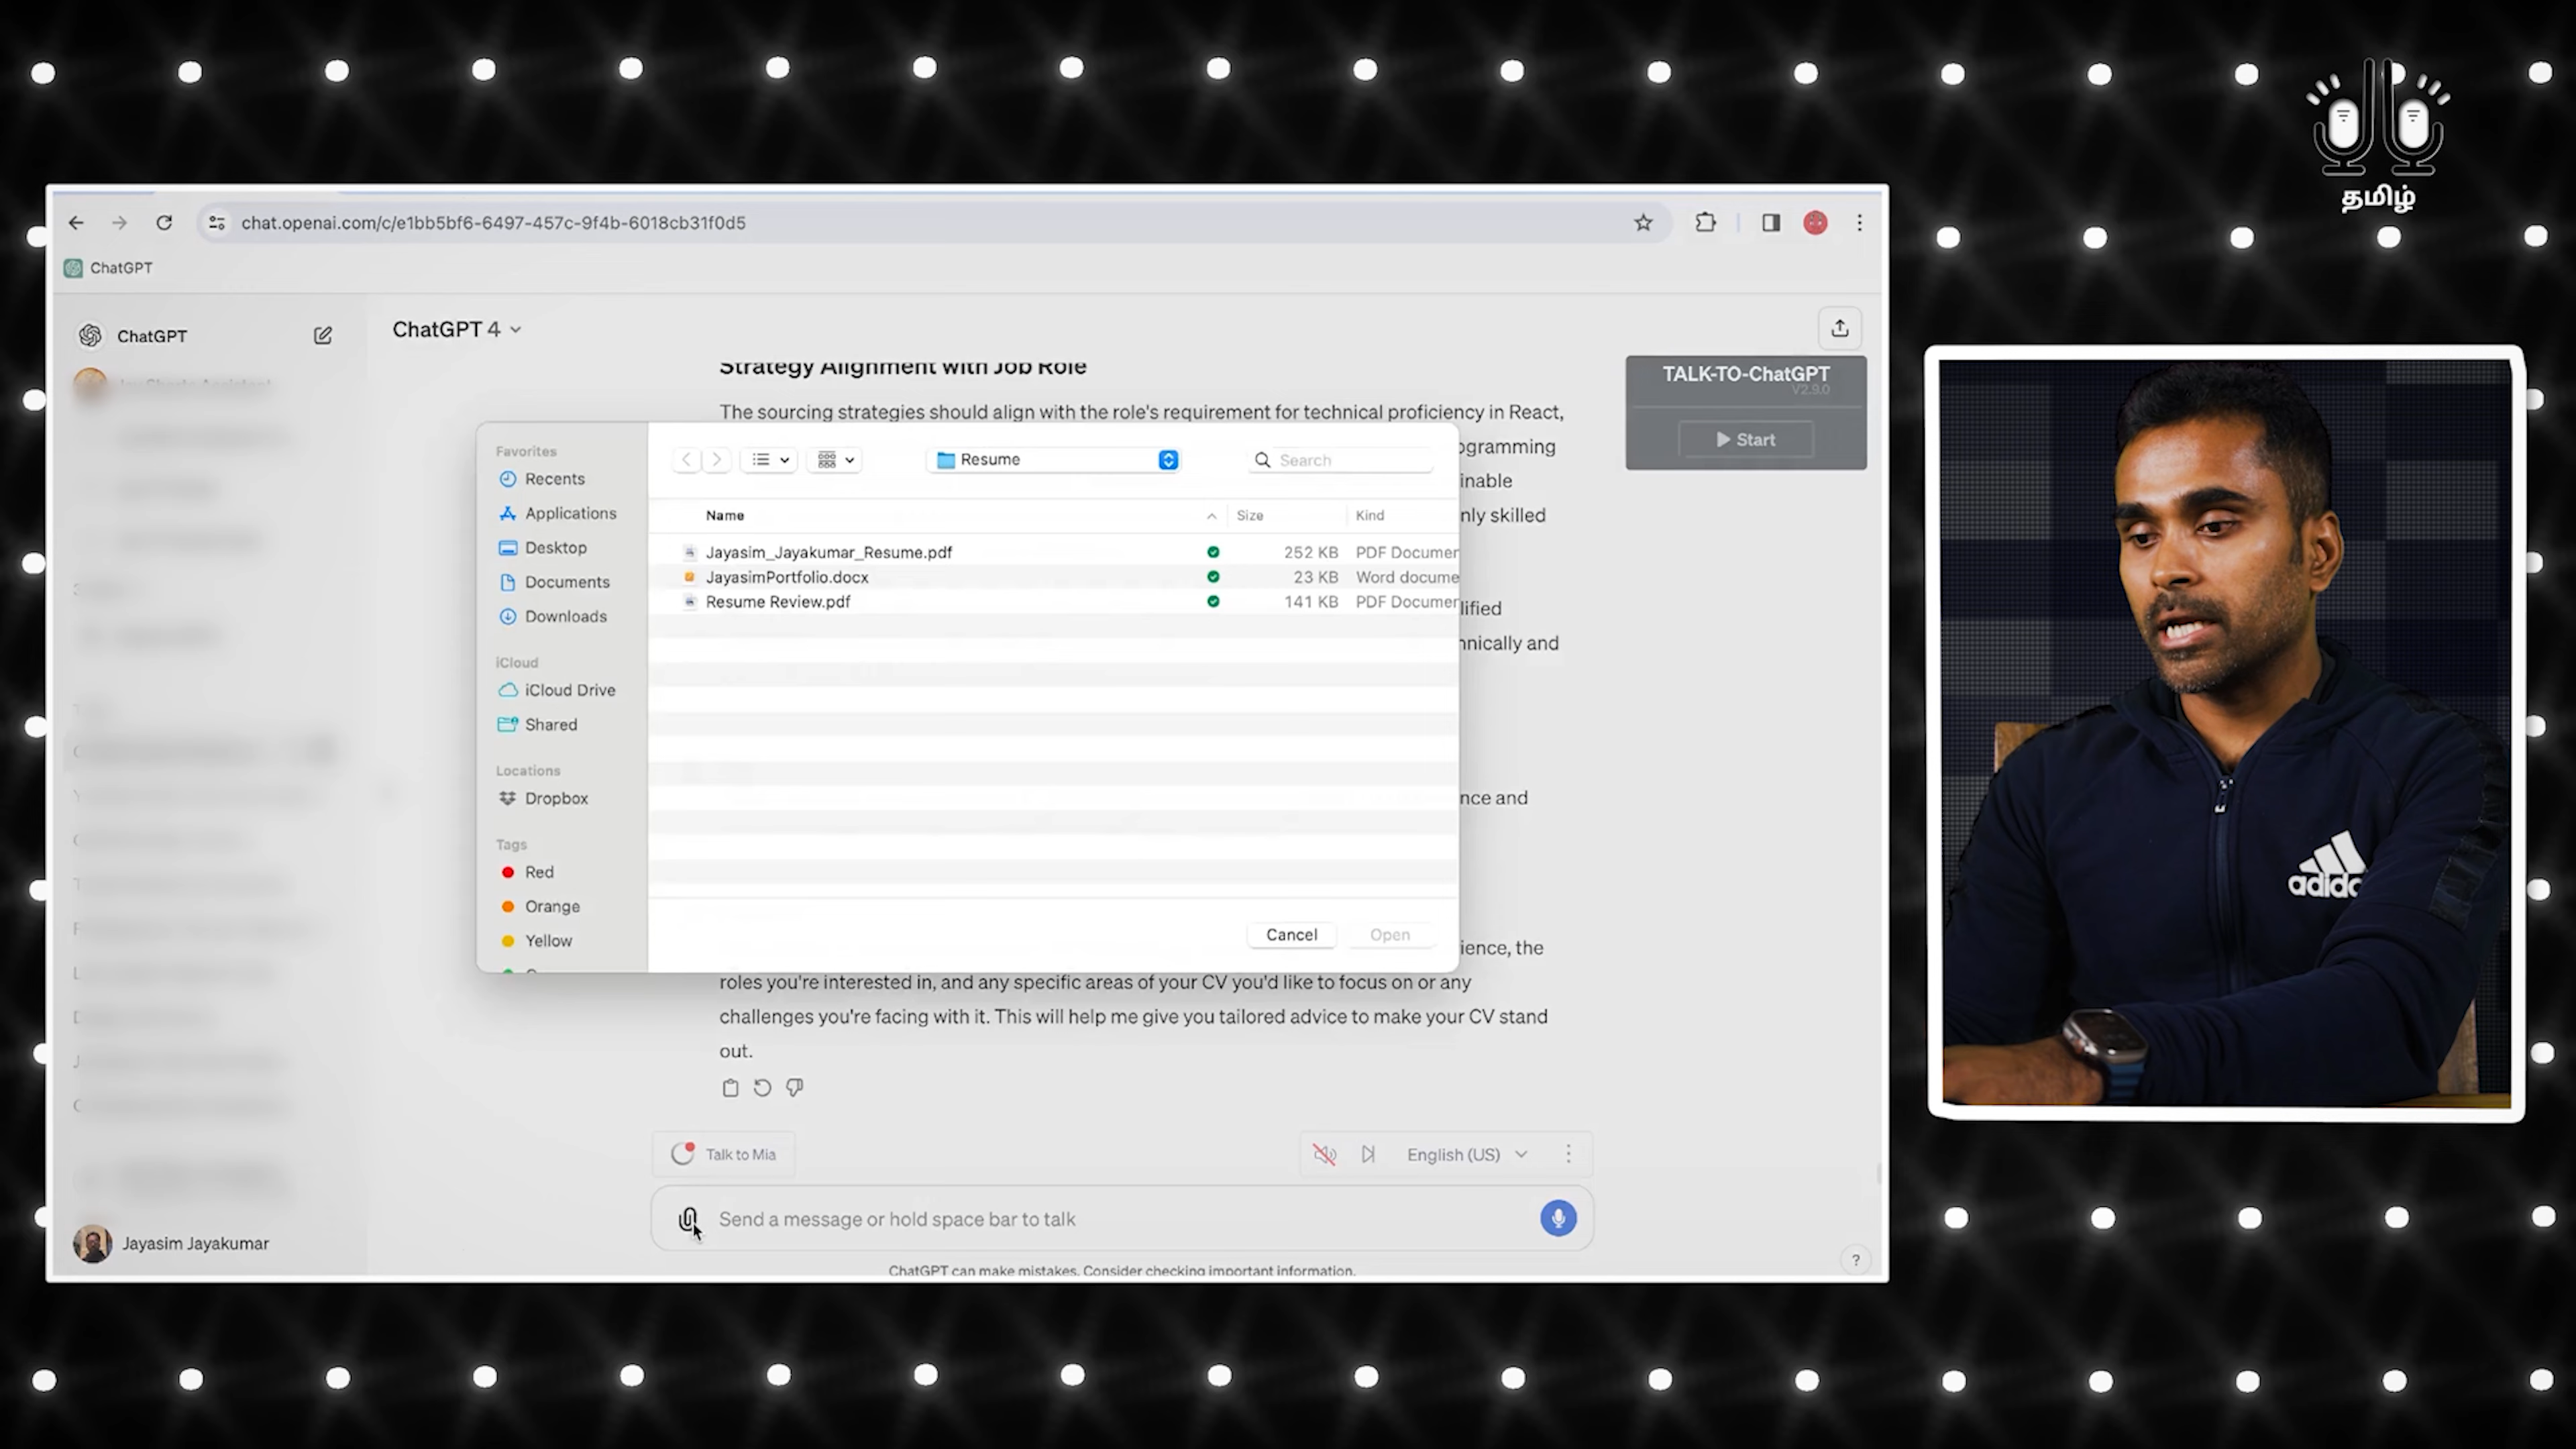 தமிழ்
chat.openai.com/c/e1bb5bf6-6497-457c-9f4b-6018cb31f0d5
ChatGPT
ChatGPT
ChatGPT 4
Strategy Alignment with Job Role
The sourcing strategies should align with the role's requirement for technical proficiency in React,
TALK-TO-ChatGPT
V2.9.0
Start
ogramming
inable
nly skilled
lified
hnically and
nce and
ience, the
Favorites
Recents
Applications
Desktop
Documents
Downloads
iCloud
iCloud Drive
Shared
Locations
Dropbox
Tags
Red
Orange
Yellow
Resume
Search
Name Size Kind
Jayasim_Jayakumar_Resume.pdf 252 KB PDF Documer
JayasimPortfolio.docx 23 KB Word docume
Resume Review.pdf 141 KB PDF Documer
Cancel Open
roles you're interested in, and any specific areas of your CV you'd like to focus on or any
challenges you're facing with it. This will help me give you tailored advice to make your CV stand
out.
Talk to Mia
English (US)
Send a message or hold space bar to talk
ChatGPT can make mistakes. Consider checking important information.
?
Jayasim Jayakumar
adida